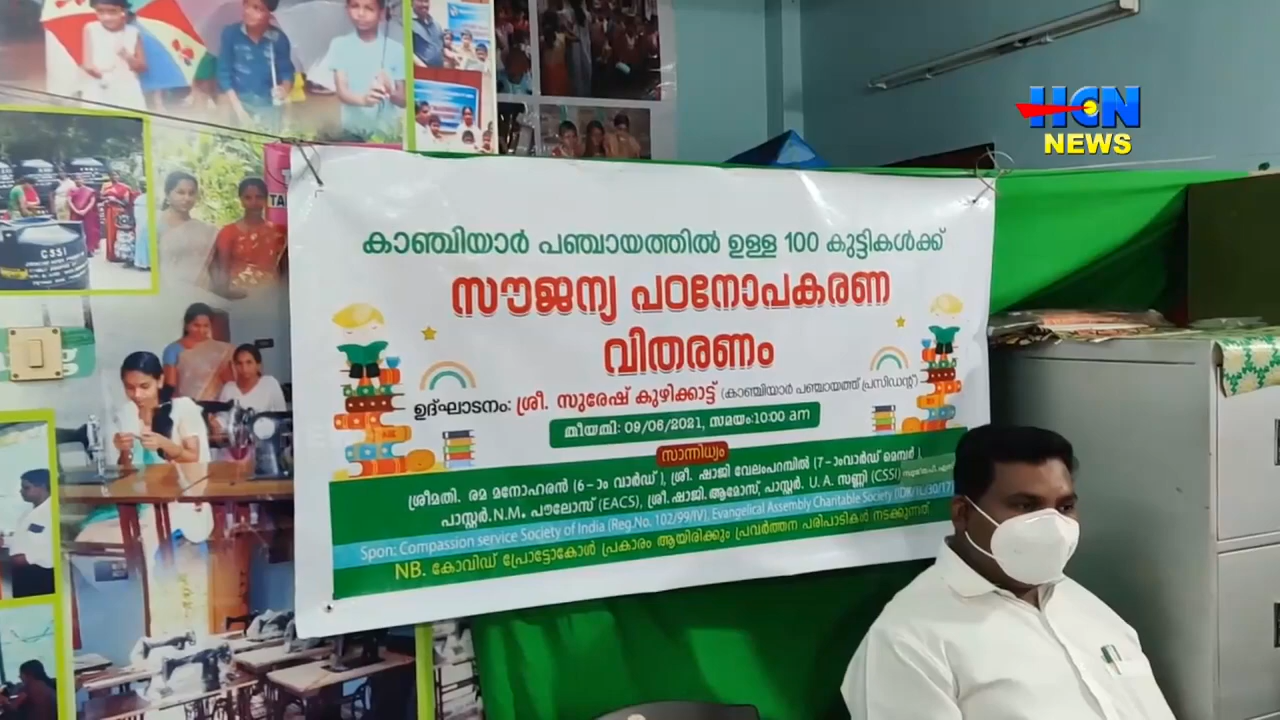 HCN
NEWS
കാഞ്ചിയാർ പഞ്ചായത്തിൽ ഉള്ള 100 കുട്ടികൾക്ക്
സൗജന്യ പഠനോപകരണ
വിതരണം
ഉദ്ഘാടനം: ശ്രീ. സുരേഷ് കുഴിക്കാട്ട് (കാഞ്ചിയാർ പഞ്ചായത്ത് പ്രസിഡന്റ്)
തീയതി: 09/06/2021, സമയം:10:00 am
സാന്നിധ്യം
ശ്രീമതി. രമ മനോഹരൻ (6-ാം വാർഡ്), ശ്രീ. ഷാജി വേലംപറമ്പിൽ (7-ാംവാർഡ് മെമ്പർ),
പാസ്റ്റർ.N.M. പൗലോസ് (EACS), ശ്രീ.ഷാജി.ആമോസ്, പാസ്റ്റർ. U.A. സണ്ണി (CSSI)
Spon: Compassion service Society of India (Reg.No. 102/99/IV), Evangelical Assembly Charitable Society
NB. കോവിഡ് പ്രോട്ടോകോൾ പ്രകാരം ആയിരിക്കും പ്രവർത്തന പരിപാടികൾ നടക്കുന്നത്
CSSI